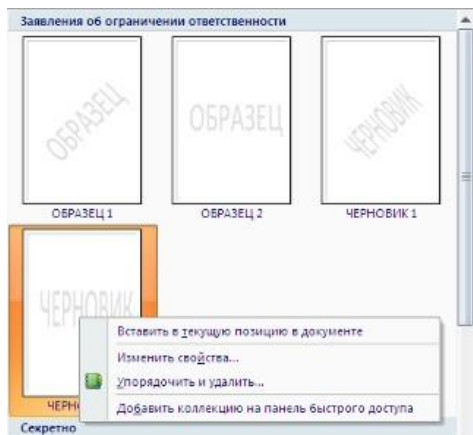 Заявления об ограничении ответственности
ОБРАЗЕЦ ОБРАЗЕЦ ЧЕРНОВИК
ОБРАЗЕЦ 1 ОБРАЗЕЦ 2 ЧЕРНОВИК 1
ЧЕРНОВИК
Вставить в текущую позицию в документе
Изменить свойства...
Упорядочить и удалить...
ЧЕРН
Добавить коллекцию на панель быстрого доступа
Секретно